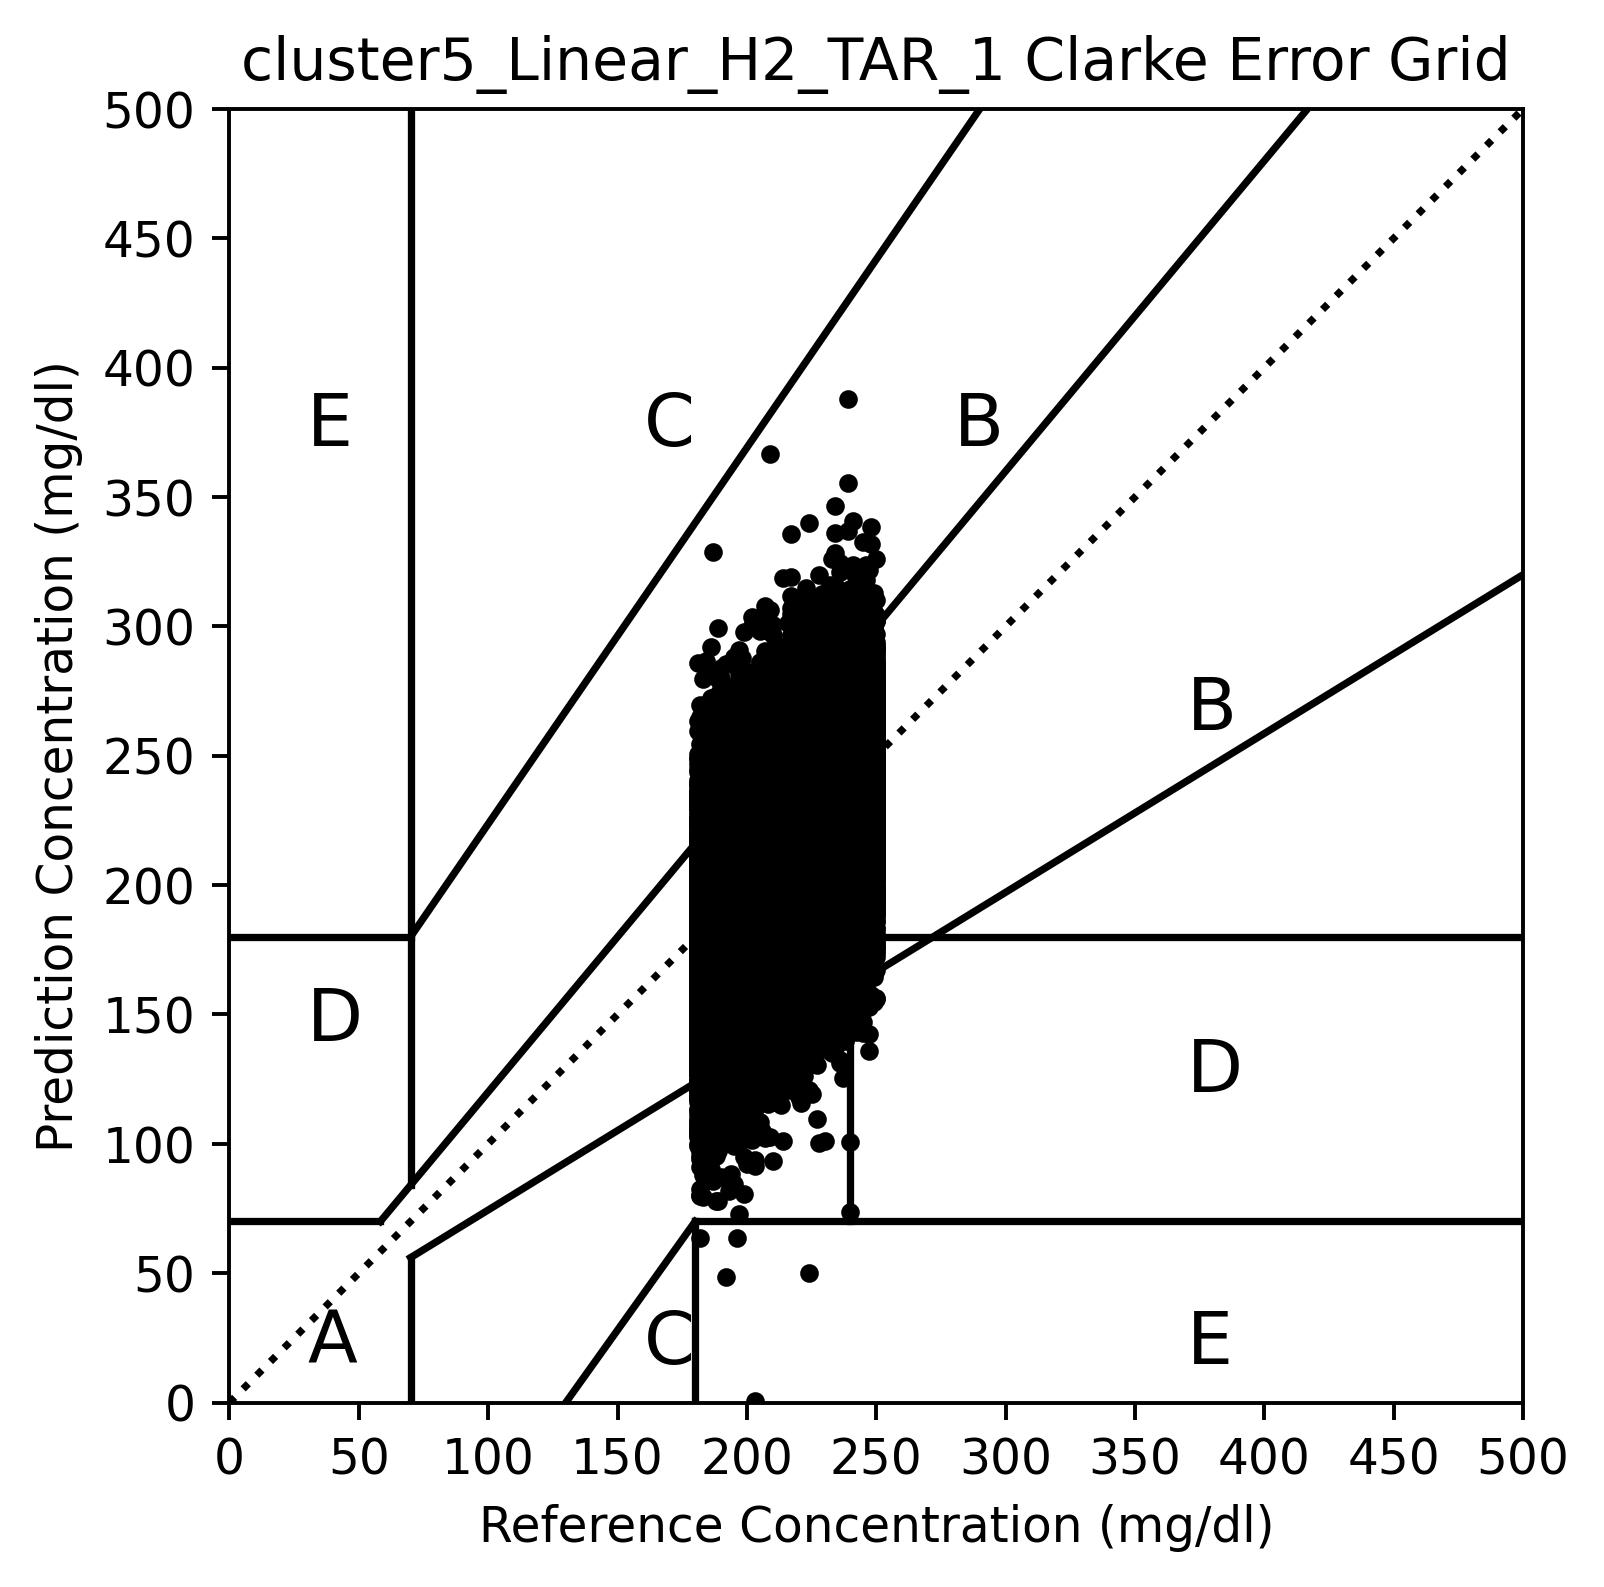 cluster5_Linear_H2_TAR_1 Clarke Error Grid
500
450
400
350
300
250
200
150
100
50
0
Prediction Concentration (mg/dl)
E
C
B
B
D
D
A
C
E
0 50 100 150 200 250 300 350 400 450 500
Reference Concentration (mg/dl)